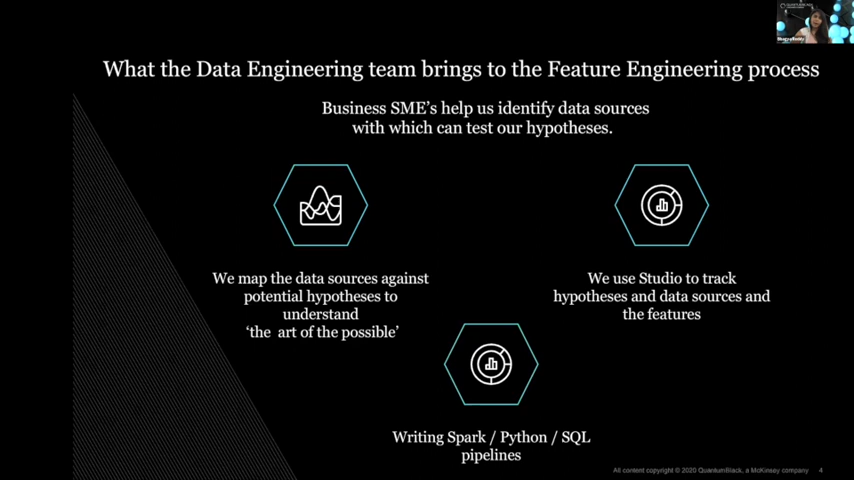 What the Data Engineering team brings to the Feature Engineering process
Business SME's help us identify data sources
with which can test our hypotheses.
We map the data sources against
potential hypotheses to
understand
'the art of the possible'
We use Studio to track
hypotheses and data sources and
the features
Writing Spark / Python / SQL
pipelines
All content copyright © 2020 QuantumBlack, a McKinsey company
4